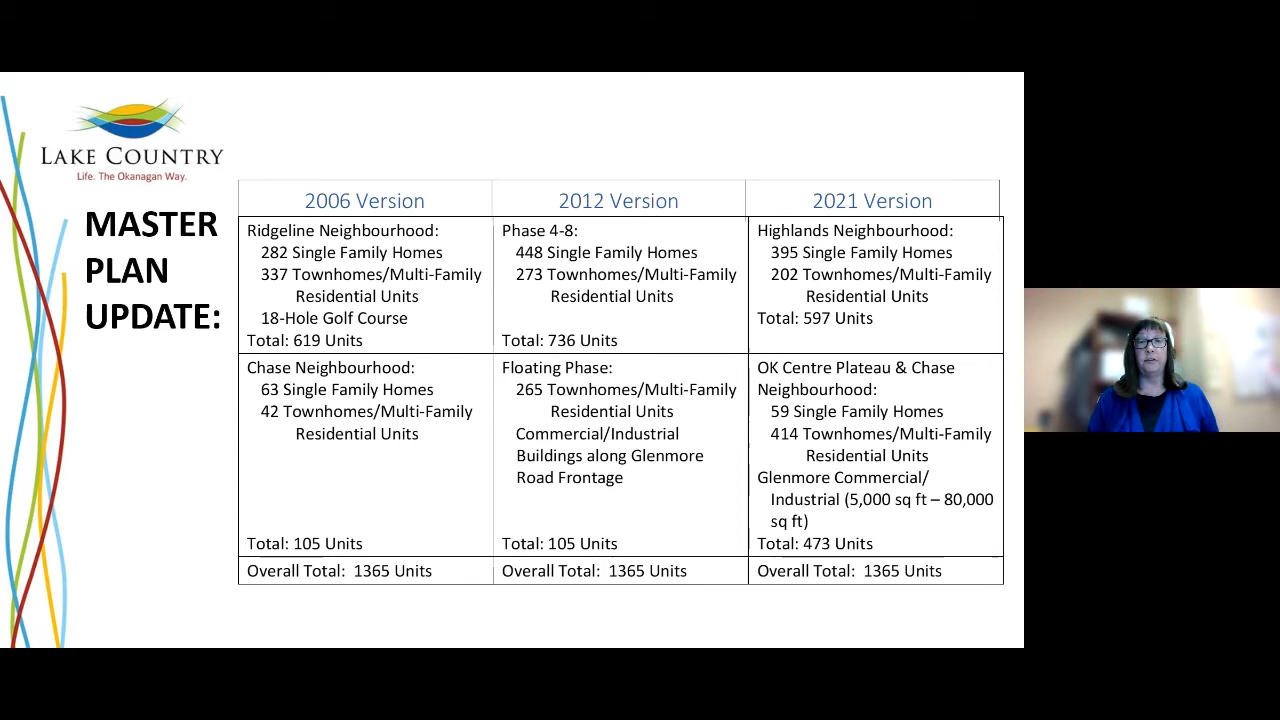 LAKE COUNTRY
Life. The Okanagan Way.
MASTER
PLAN
UPDATE:
2006 Version
2012 Version
2021 Version
Ridgeline Neighbourhood:
282 Single Family Homes
337 Townhomes/Multi-Family
Residential Units
18-Hole Golf Course
Total: 619 Units
Phase 4-8:
448 Single Family Homes
273 Townhomes/Multi-Family
Residential Units
Total: 736 Units
Highlands Neighbourhood:
395 Single Family Homes
202 Townhomes/Multi-Family
Residential Units
Total: 597 Units
Chase Neighbourhood:
63 Single Family Homes
42 Townhomes/Multi-Family
Residential Units
Total: 105 Units
Floating Phase:
265 Townhomes/Multi-Family
Residential Units
Commercial/Industrial
Buildings along Glenmore
Road Frontage
Total: 105 Units
OK Centre Plateau & Chase
Neighbourhood:
59 Single Family Homes
414 Townhomes/Multi-Family
Residential Units
Glenmore Commercial/
Industrial (5,000 sq ft – 80,000
sq ft)
Total: 473 Units
Overall Total: 1365 Units
Overall Total: 1365 Units
Overall Total: 1365 Units